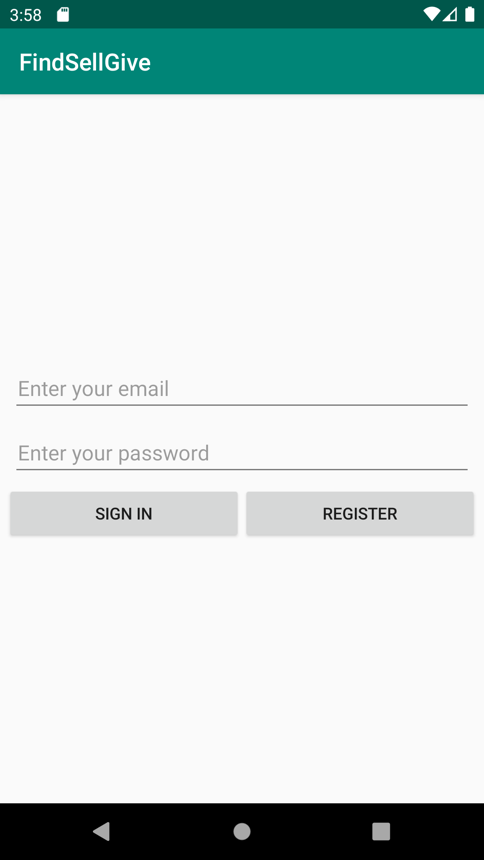 3:58
FindSellGive
Enter your email
Enter your password
SIGN IN
REGISTER